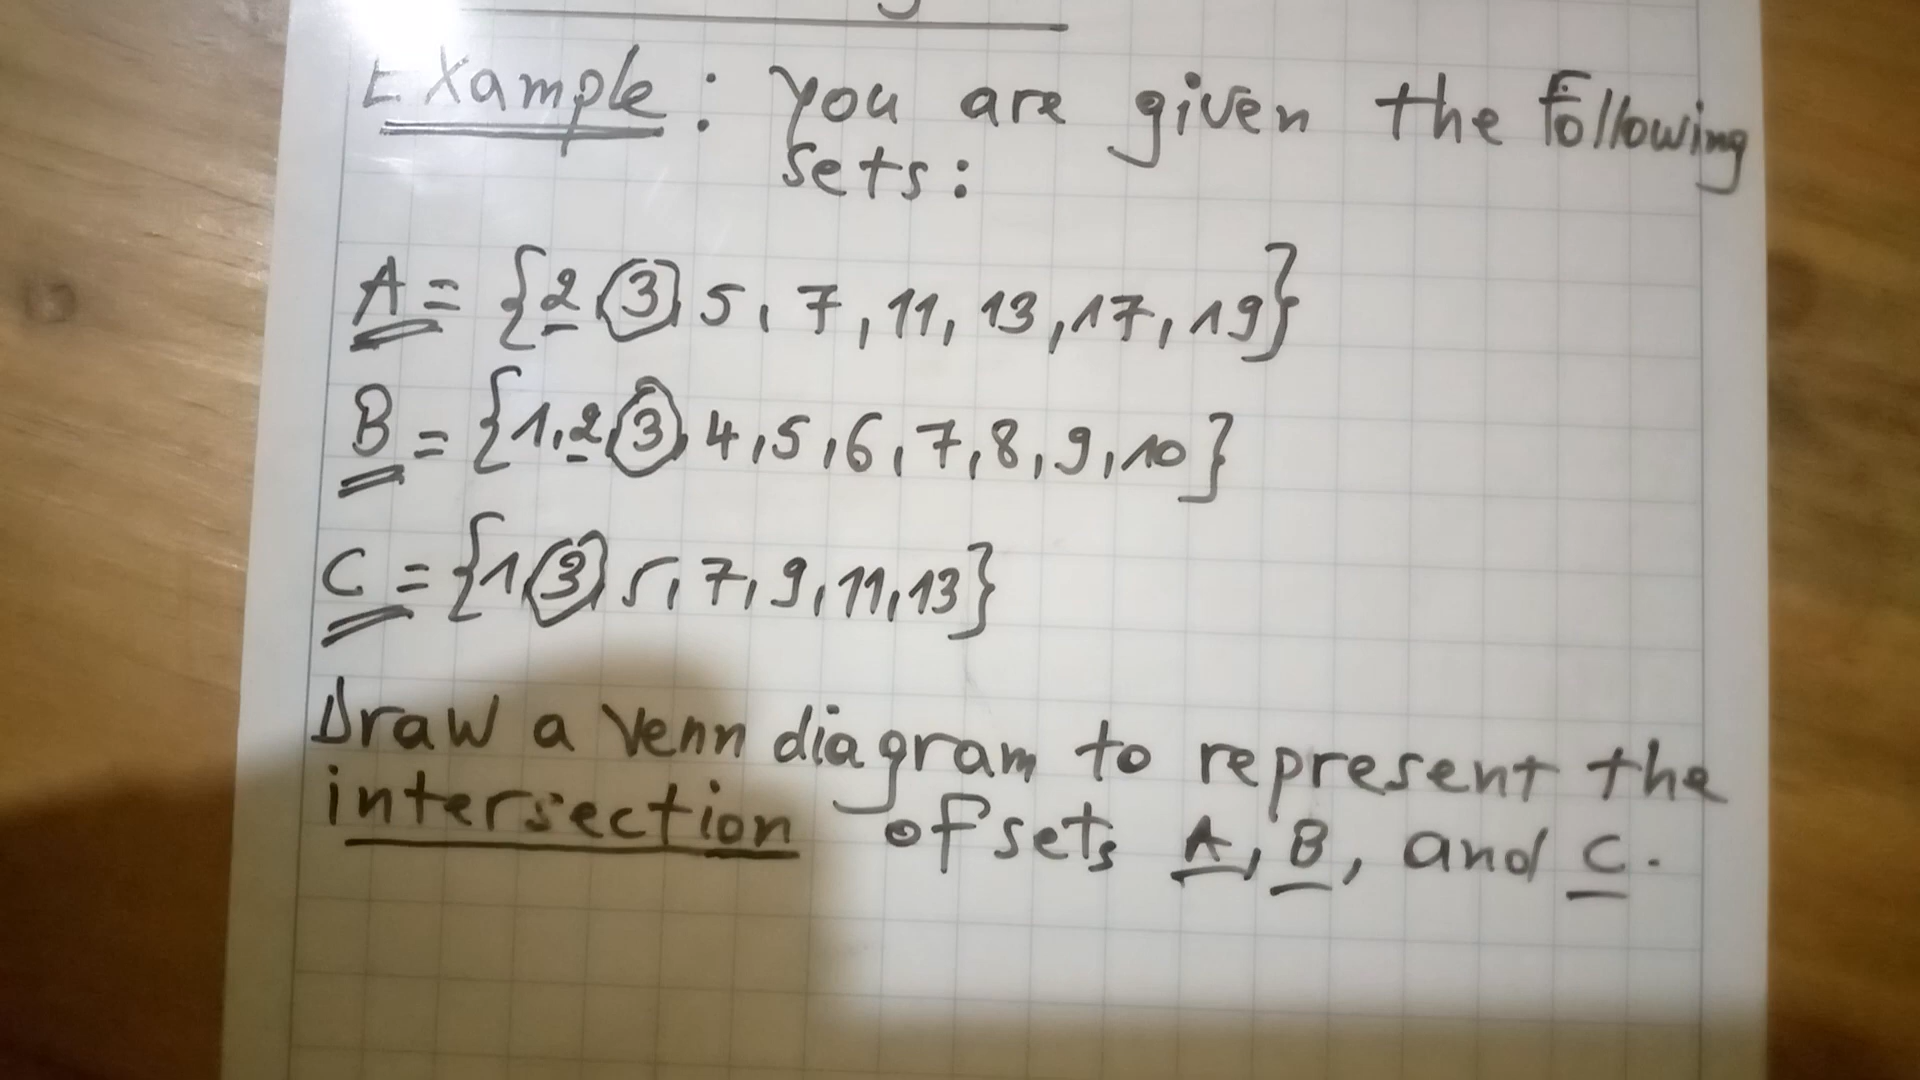 Example: you are given the following
sets:
A = {2, 3, 5, 7, 11, 13, 17, 19}
B = {1, 2, 3, 4, 5, 6, 7, 8, 9, 10}
C = {1, 3, 5, 7, 9, 11, 13}
Draw a Venn diagram to represent the
intersection of sets A, B, and C.